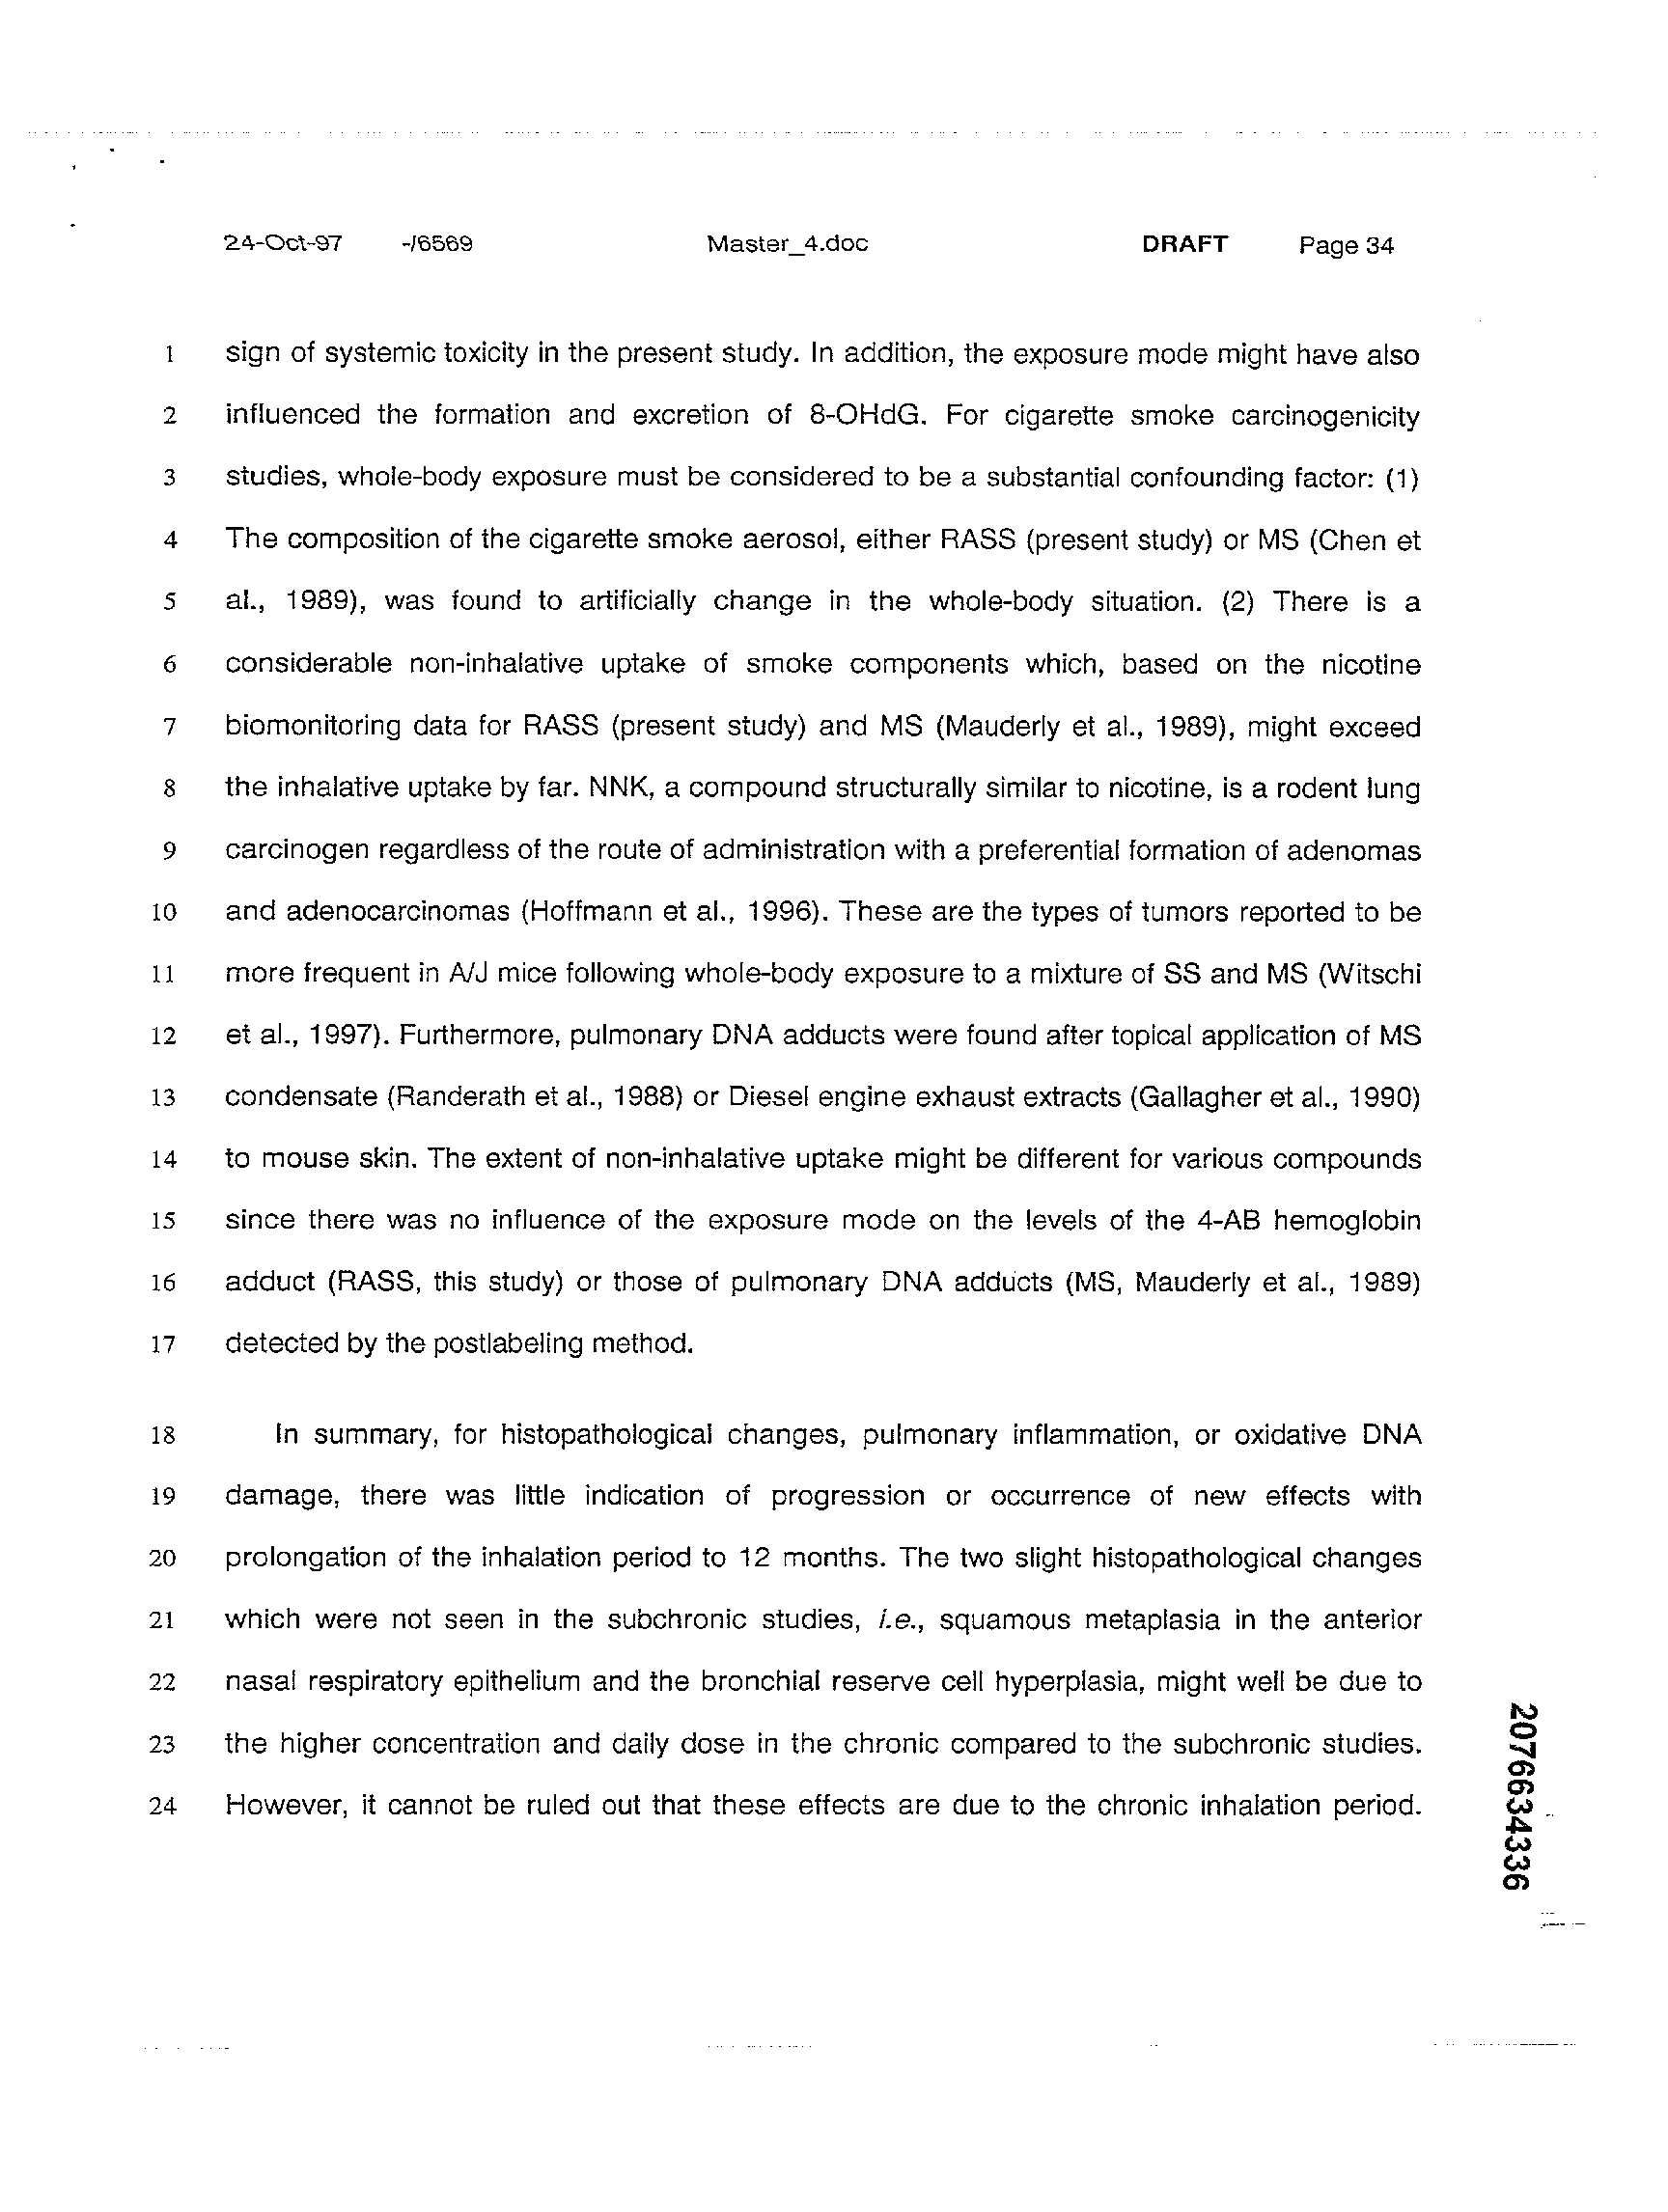 24-Oct-97 -/6569 Master_4.doc DRAFT Page 34
1 sign of systemic toxicity in the present study. In addition, the exposure mode might have also
2 influenced the formation and excretion of 8-OHdG. For cigarette smoke carcinogenicity
3 studies, whole-body exposure must be considered to be a substantial confounding factor: (1)
4 The composition of the cigarette smoke aerosol, either RASS (present study) or MS (Chen et
5 al., 1989), was found to artificially change in the whole-body situation. (2) There is a
6 considerable non-inhalative uptake of smoke components which, based on the nicotine
7 biomonitoring data for RASS (present study) and MS (Mauderly et al., 1989), might exceed
8 the inhalative uptake by far. NNK, a compound structurally similar to nicotine, is a rodent lung
9 carcinogen regardless of the route of administration with a preferential formation of adenomas
10 and adenocarcinomas (Hoffmann et al., 1996). These are the types of tumors reported to be
11 more frequent in A/J mice following whole-body exposure to a mixture of SS and MS (Witschi
12 et al., 1997). Furthermore, pulmonary DNA adducts were found after topical application of MS
13 condensate (Randerath et al., 1988) or Diesel engine exhaust extracts (Gallagher et al., 1990)
14 to mouse skin. The extent of non-inhalative uptake might be different for various compounds
15 since there was no influence of the exposure mode on the levels of the 4-AB hemoglobin
16 adduct (RASS, this study) or those of pulmonary DNA adducts (MS, Mauderly et al., 1989)
17 detected by the postlabeling method.
18 In summary, for histopathological changes, pulmonary inflammation, or oxidative DNA
19 damage, there was little indication of progression or occurrence of new effects with
20 prolongation of the inhalation period to 12 months. The two slight histopathological changes
21 which were not seen in the subchronic studies, i.e., squamous metaplasia in the anterior
22 nasal respiratory epithelium and the bronchial reserve cell hyperplasia, might well be due to
23 the higher concentration and daily dose in the chronic compared to the subchronic studies.
24 However, it cannot be ruled out that these effects are due to the chronic inhalation period.
2076634336